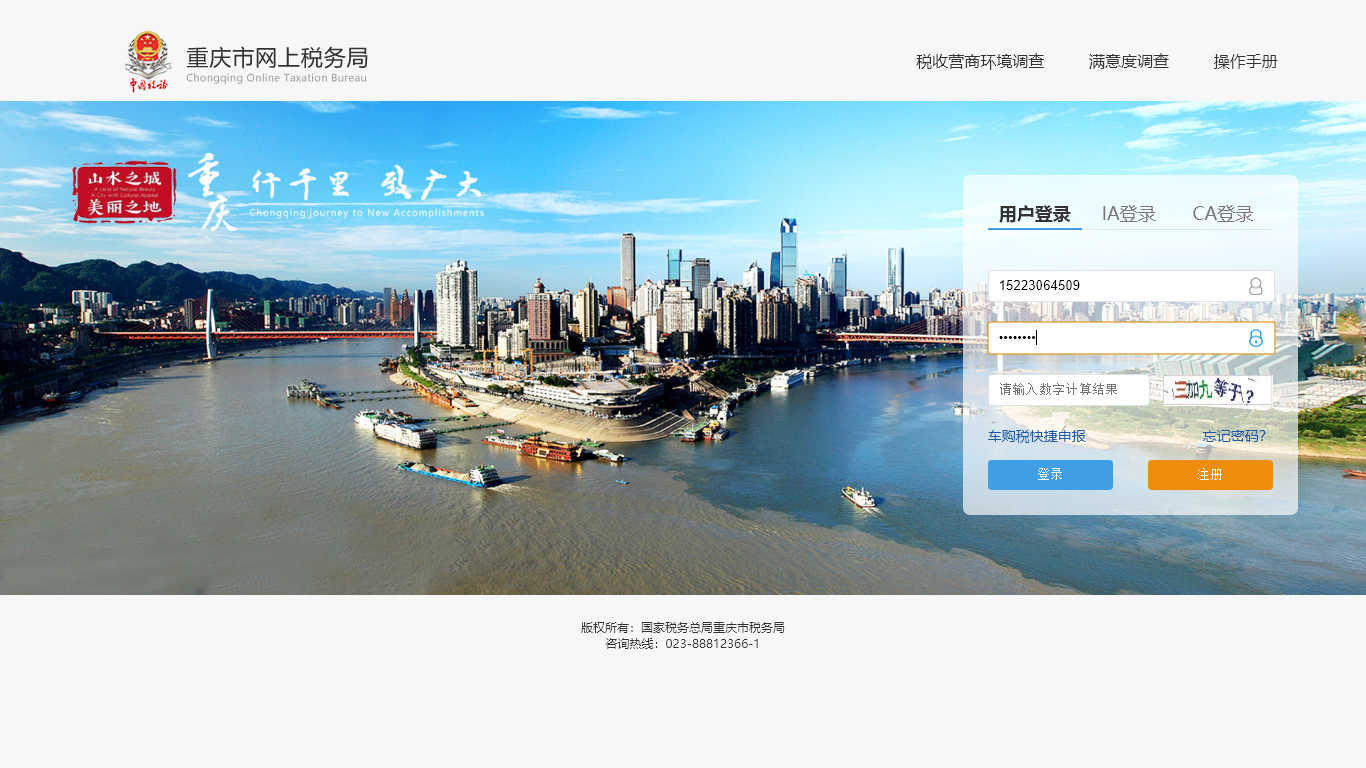 重庆市网上税务局
Chongqing Online Taxation Bureau
中国税务
税收营商环境调查 满意度调查 操作手册
山水之城
A Land of Natural Beauty
A City with Cultural Appeal
美丽之地
重庆 行千里 致广大
Chongqing:journey to New Accomplishments
用户登录 IA登录 CA登录
15223064509
••••••••
请输入数字计算结果 三加九等于?
车购税快捷申报 忘记密码?
登录 注册
版权所有：国家税务总局重庆市税务局
咨询热线：023-88812366-1